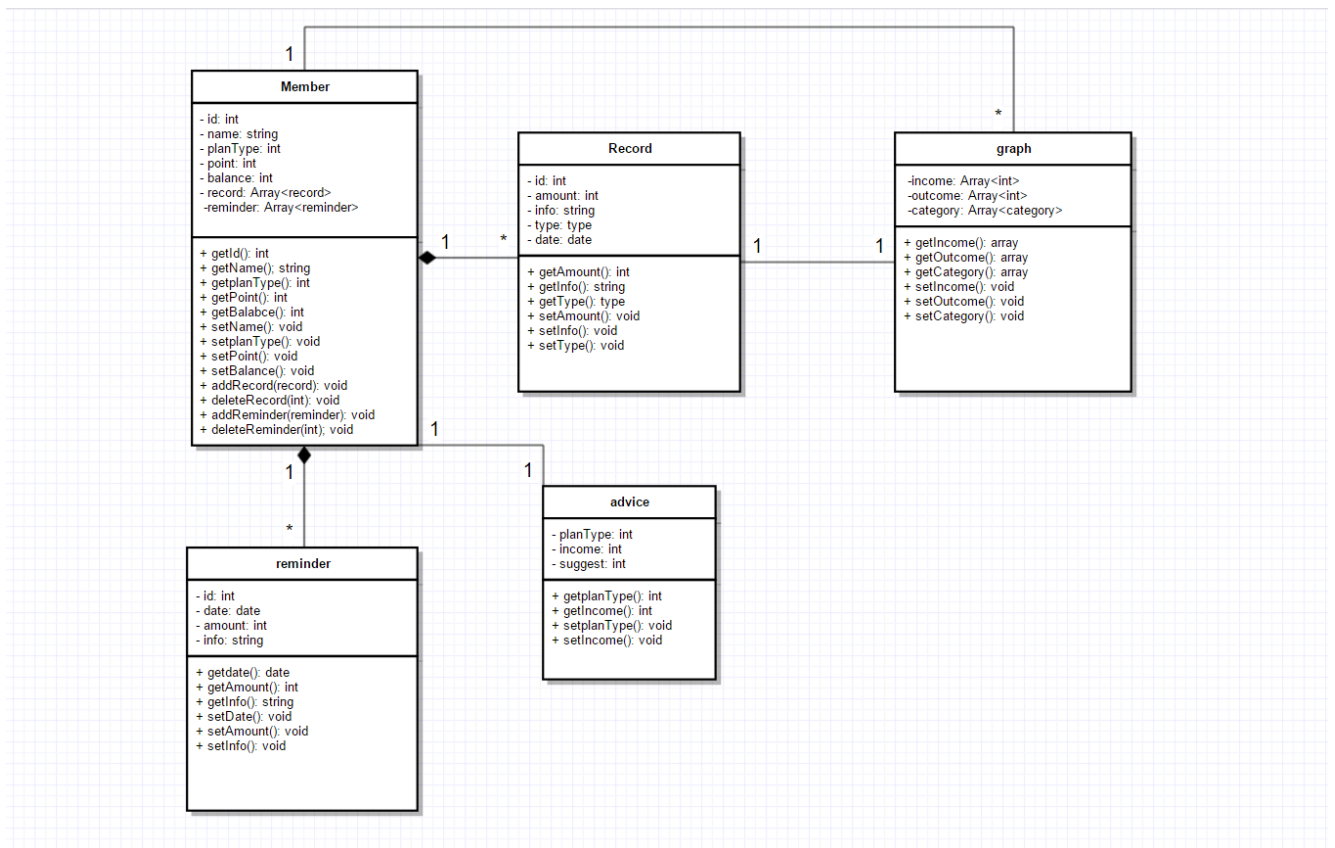 1
Member
- id: int
- name: string
- planType: int
- point: int
- balance: int
- record: Array<record>
-reminder: Array<reminder>
+ getId(): int
+ getName(); string
+ getplanType(): int
+ getPoint(): int
+ getBalabce(): int
+ setName(): void
+ setplanType(): void
+ setPoint(): void
+ setBalance(): void
+ addRecord(record): void
+ deleteRecord(int): void
+ addReminder(reminder): void
+ deleteReminder(int); void
1
*
Record
- id: int
- amount: int
- info: string
- type: type
- date: date
+ getAmount(): int
+ getInfo(): string
+ getType(): type
+ setAmount(): void
+ setInfo(): void
+ setType(): void
1
1
*
graph
-income: Array<int>
-outcome: Array<int>
-category: Array<category>
+ getIncome(): array
+ getOutcome(): array
+ getCategory(): array
+ setIncome(): void
+ setOutcome(): void
+ setCategory(): void
1
1
advice
- planType: int
- income: int
- suggest: int
+ getplanType(): int
+ getIncome(): int
+ setplanType(): void
+ setIncome(): void
1
*
reminder
- id: int
- date: date
- amount: int
- info: string
+ getdate(): date
+ getAmount(): int
+ getInfo(): string
+ setDate(): void
+ setAmount(): void
+ setInfo(): void